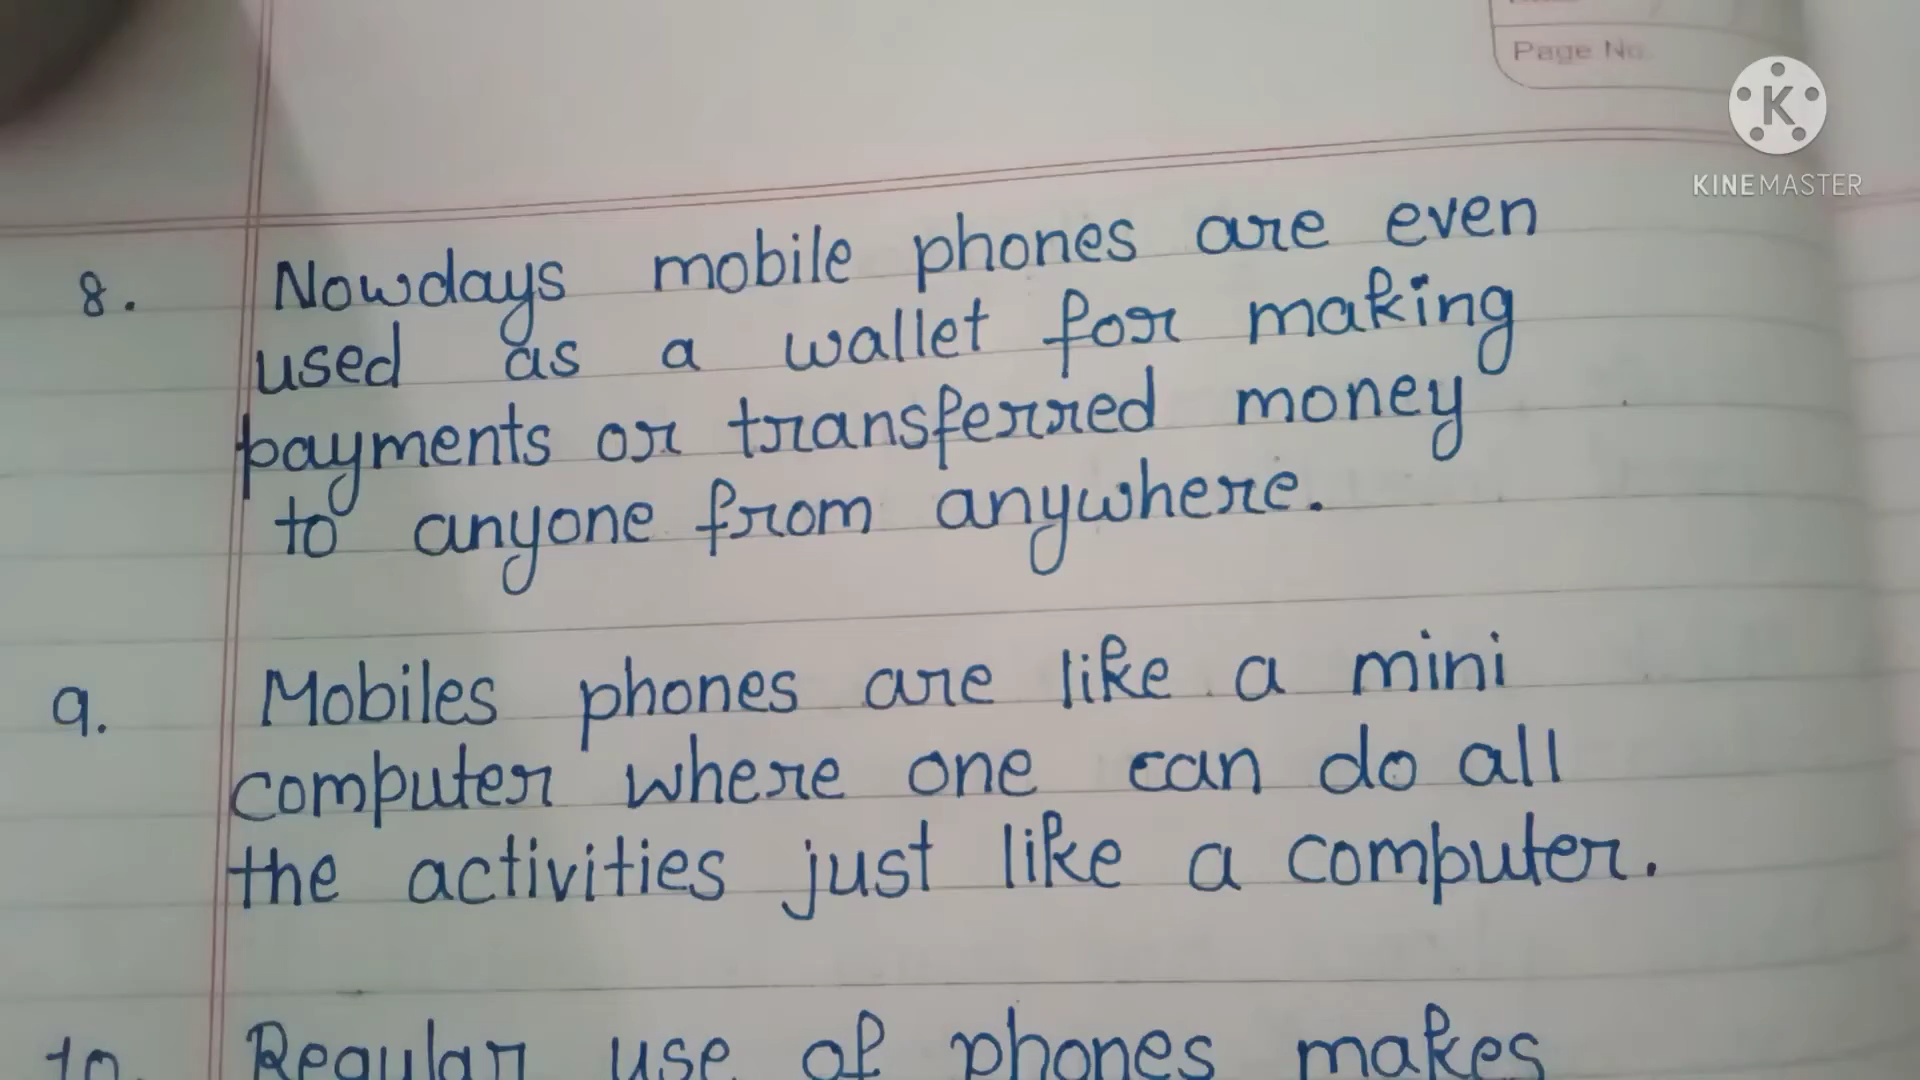 Page No.
K
KINEMASTER
8. Nowdays mobile phones are even
used as a wallet for making
payments or transferred money
to anyone from anywhere.
9. Mobiles phones are like a mini
computer where one can do all
the activities just like a computer.
10. Regular use of phones makes